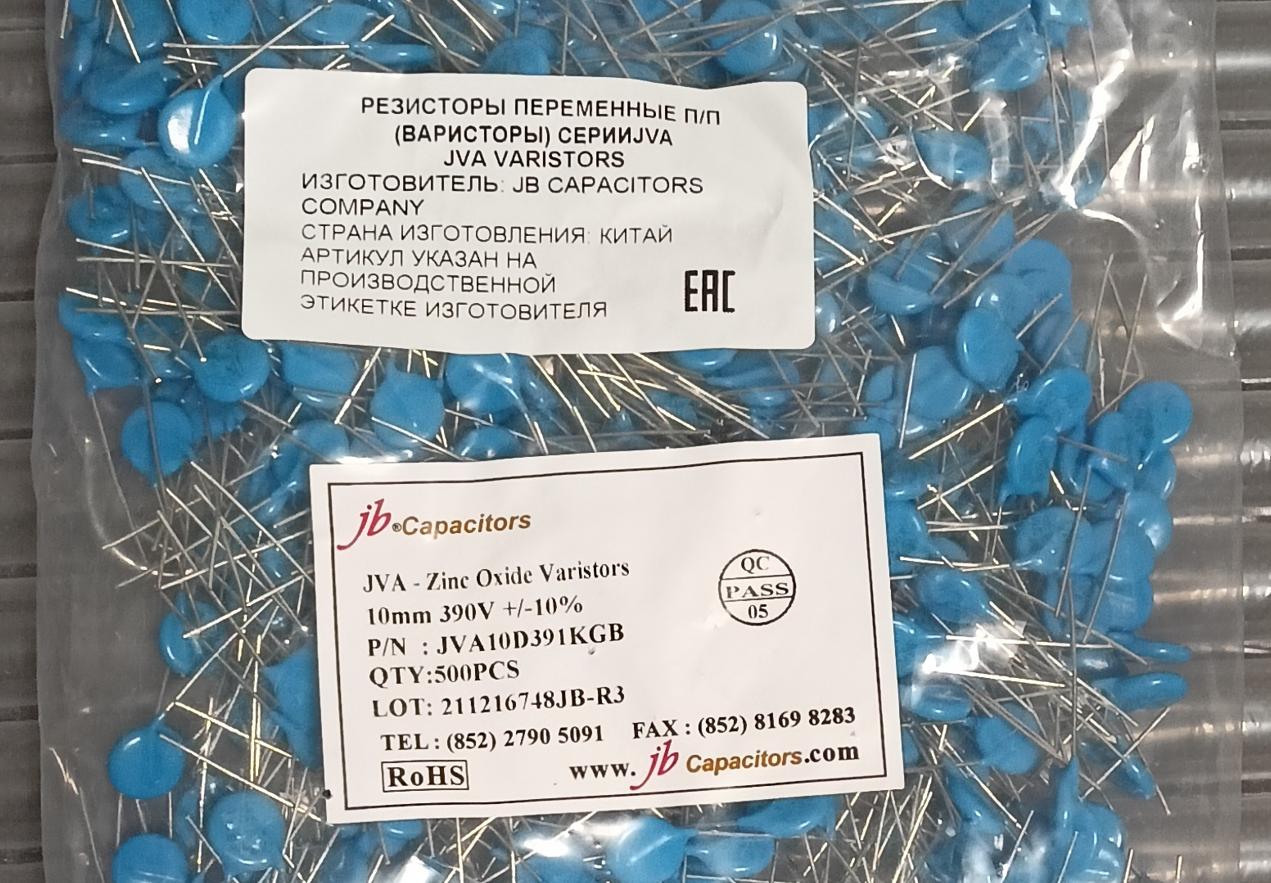 РЕЗИСТОРЫ ПЕРЕМЕННЫЕ П/П
(ВАРИСТОРЫ) СЕРИИJVA
JVA VARISTORS
ИЗГОТОВИТЕЛЬ: JB CAPACITORS
COMPANY
СТРАНА ИЗГОТОВЛЕНИЯ: КИТАЙ
АРТИКУЛ УКАЗАН НА
ПРОИЗВОДСТВЕННОЙ
ЭТИКЕТКЕ ИЗГОТОВИТЕЛЯ
EAC
jb®Capacitors
JVA - Zinc Oxide Varistors
10mm 390V +/-10%
P/N : JVA10D391KGB
QTY:500PCS
LOT: 211216748JB-R3
QC
PASS
05
TEL: (852) 2790 5091 FAX: (852) 8169 8283
RoHS www.jb Capacitors.com